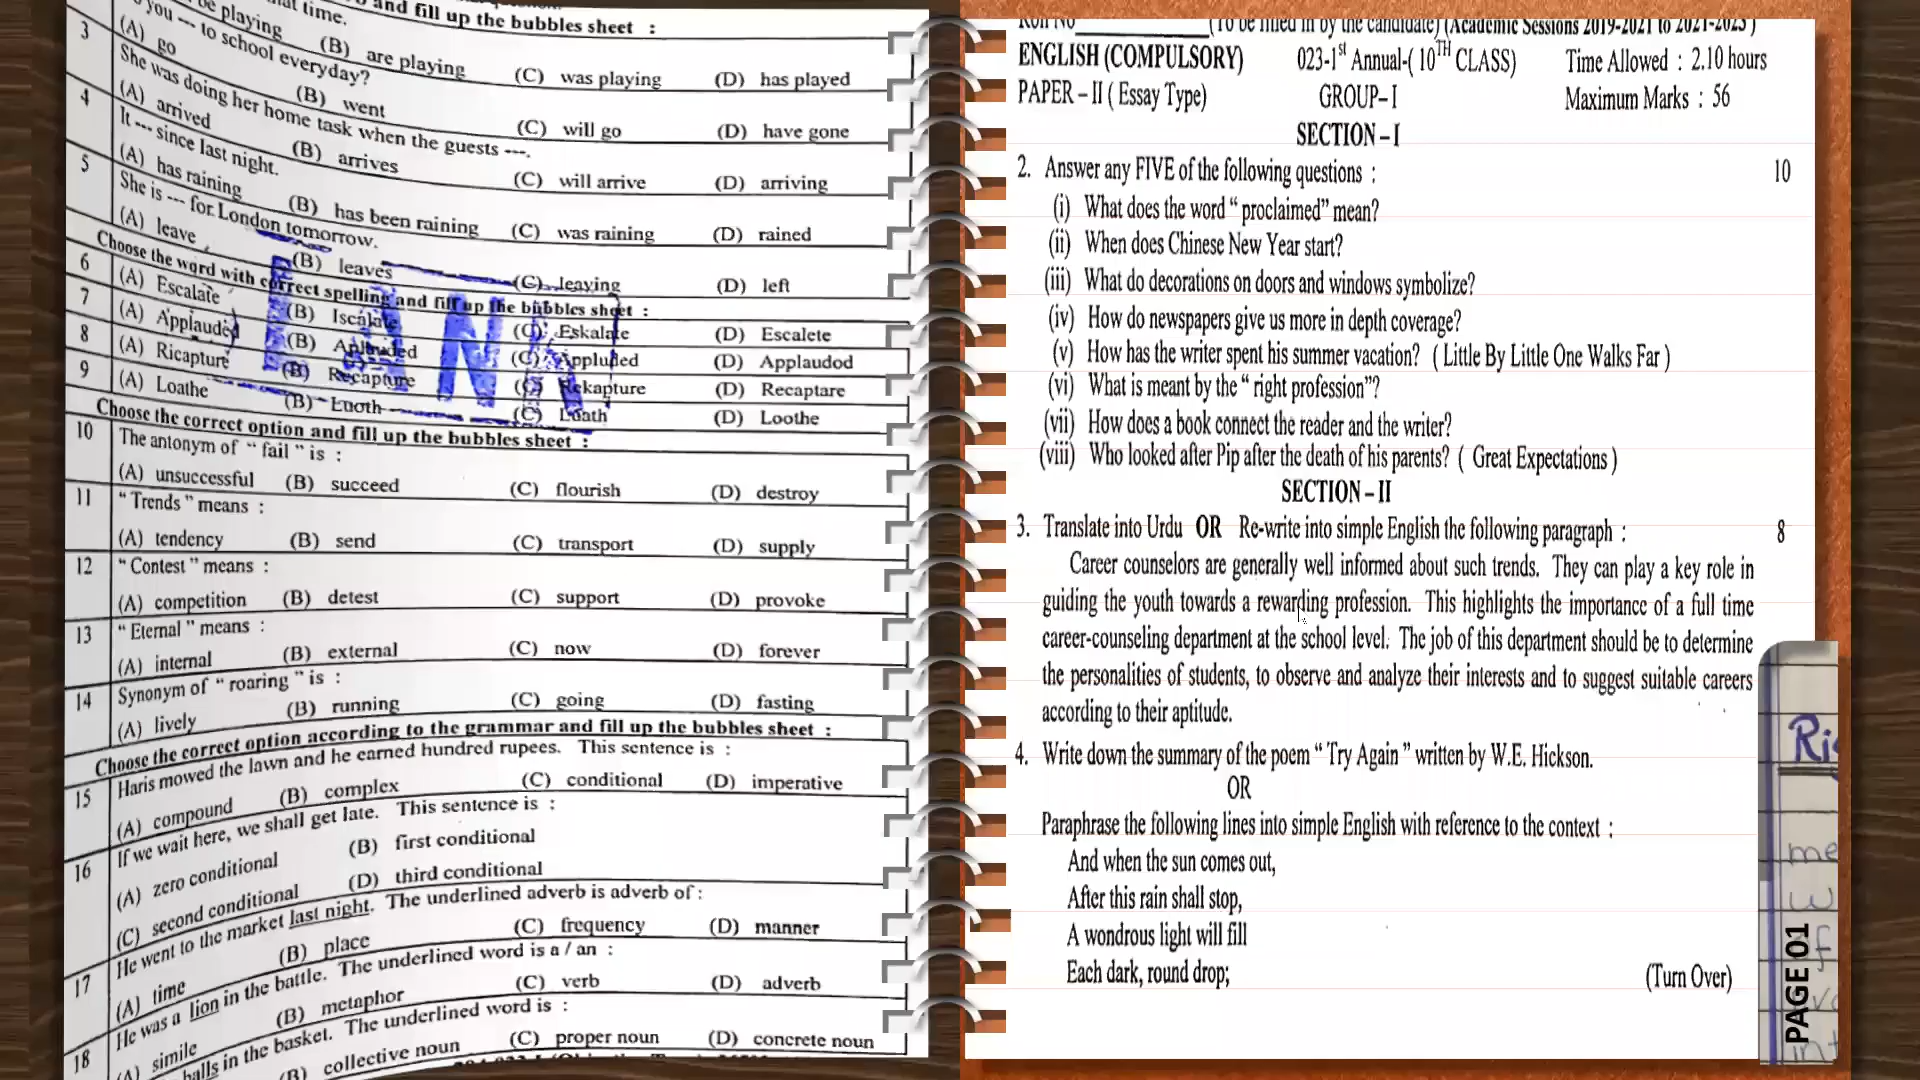 and fill up the bubbles sheet :
that time.
be playing (B) are playing (C) was playing (D) has played
3 you --- to school everyday?
(A) go (B) went (C) will go (D) have gone
4 She was doing her home task when the guests ---.
(A) arrived (B) arrives (C) will arrive (D) arriving
5 It --- since last night.
(A) has raining (B) has been raining (C) was raining (D) rained
She is --- for London tomorrow.
(A) leave (B) leaves (C) leaving (D) left
Choose the word with correct spelling and fill up the bubbles sheet :
6 (A) Escalate (B) Iscalate (C) Eskalate (D) Escalete
7 (A) Applauded (B) Aplauded (C) Appluded (D) Applaudod
8 (A) Ricapture (B) Recapture (C) Rekapture (D) Recaptare
9 (A) Loathe (B) Luoth (C) Loath (D) Loothe
Choose the correct option and fill up the bubbles sheet :
10 The antonym of " fail " is :
(A) unsuccessful (B) succeed (C) flourish (D) destroy
11 " Trends " means :
(A) tendency (B) send (C) transport (D) supply
12 " Contest " means :
(A) competition (B) detest (C) support (D) provoke
13 " Eternal " means :
(A) internal (B) external (C) now (D) forever
14 Synonym of " roaring " is :
(A) lively (B) running (C) going (D) fasting
Choose the correct option according to the grammar and fill up the bubbles sheet :
15 Haris mowed the lawn and he earned hundred rupees. This sentence is :
(A) compound (B) complex (C) conditional (D) imperative
16 If we wait here, we shall get late. This sentence is :
(A) zero conditional (B) first conditional
(C) second conditional (D) third conditional
17 He went to the market last night. The underlined adverb is adverb of :
(A) time (B) place (C) frequency (D) manner
18 He was a lion in the battle. The underlined word is a / an :
(A) simile (B) metaphor (C) verb (D) adverb
balls in the basket. The underlined word is :
(B) collective noun (C) proper noun (D) concrete noun
Roll No (To be filled in by the candidate) (Academic Sessions 2019-2021 to 2021-2023 )
ENGLISH (COMPULSORY) 023-1st Annual-( 10TH CLASS) Time Allowed : 2.10 hours
PAPER – II ( Essay Type) GROUP– I Maximum Marks : 56
SECTION – I
2. Answer any FIVE of the following questions : 10
(i) What does the word " proclaimed" mean?
(ii) When does Chinese New Year start?
(iii) What do decorations on doors and windows symbolize?
(iv) How do newspapers give us more in depth coverage?
(v) How has the writer spent his summer vacation? ( Little By Little One Walks Far )
(vi) What is meant by the " right profession"?
(vii) How does a book connect the reader and the writer?
(viii) Who looked after Pip after the death of his parents? ( Great Expectations )
SECTION – II
3. Translate into Urdu OR Re-write into simple English the following paragraph : 8
Career counselors are generally well informed about such trends. They can play a key role in
guiding the youth towards a rewarding profession. This highlights the importance of a full time
career-counseling department at the school level. The job of this department should be to determine
the personalities of students, to observe and analyze their interests and to suggest suitable careers
according to their aptitude.
4. Write down the summary of the poem " Try Again " written by W.E. Hickson.
OR
Paraphrase the following lines into simple English with reference to the context :
And when the sun comes out,
After this rain shall stop,
A wondrous light will fill
Each dark, round drop;
(Turn Over)
PAGE 01